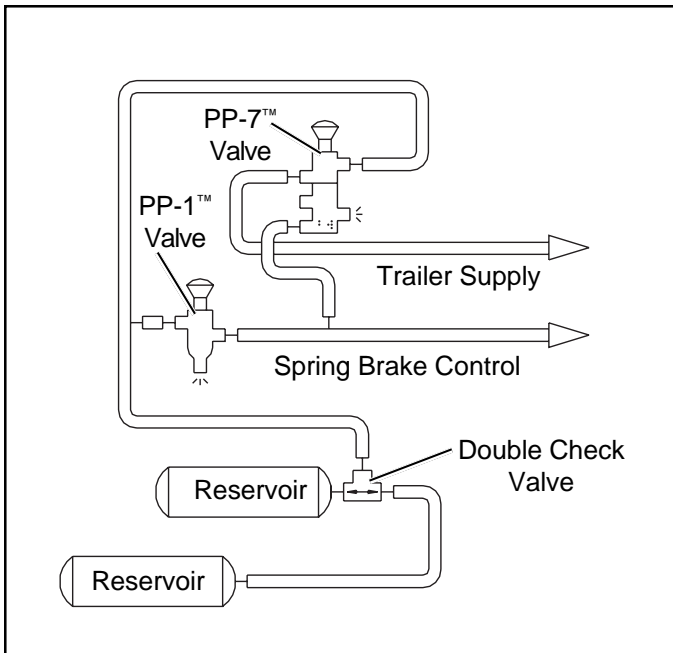 PP-7™
Valve
PP-1™
Valve
Trailer Supply
Spring Brake Control
Double Check
Valve
Reservoir
Reservoir